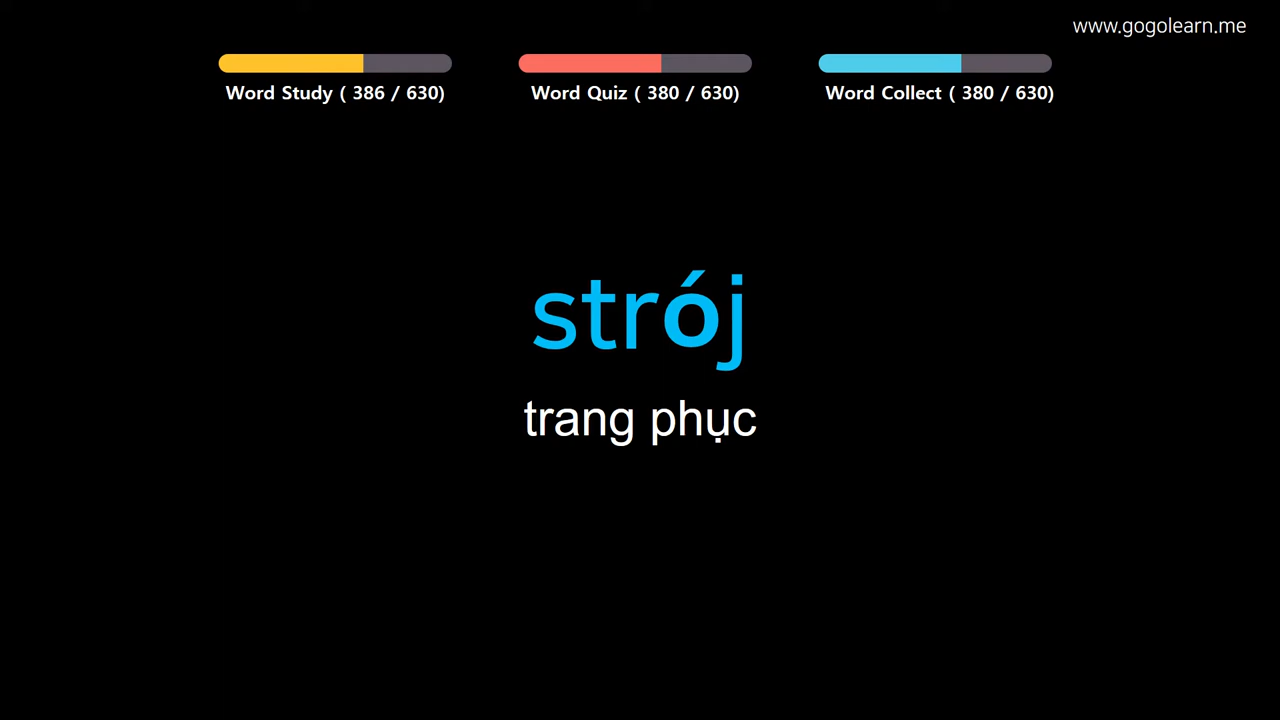 www.gogolearn.me
Word Study ( 386 / 630)
Word Quiz ( 380 / 630)
Word Collect ( 380 / 630)
strój
trang phục